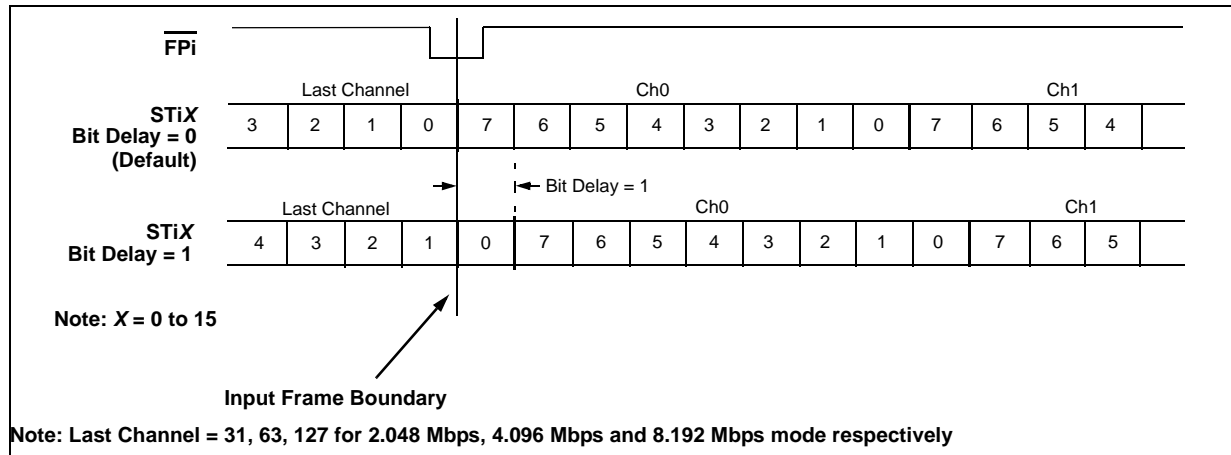 FPi
Last Channel Ch0 Ch1
STiX
Bit Delay = 0
(Default)
3 2 1 0 7 6 5 4 3 2 1 0 7 6 5 4
Bit Delay = 1
Last Channel Ch0 Ch1
STiX
Bit Delay = 1
4 3 2 1 0 7 6 5 4 3 2 1 0 7 6 5
Note: X = 0 to 15
Input Frame Boundary
Note: Last Channel = 31, 63, 127 for 2.048 Mbps, 4.096 Mbps and 8.192 Mbps mode respectively